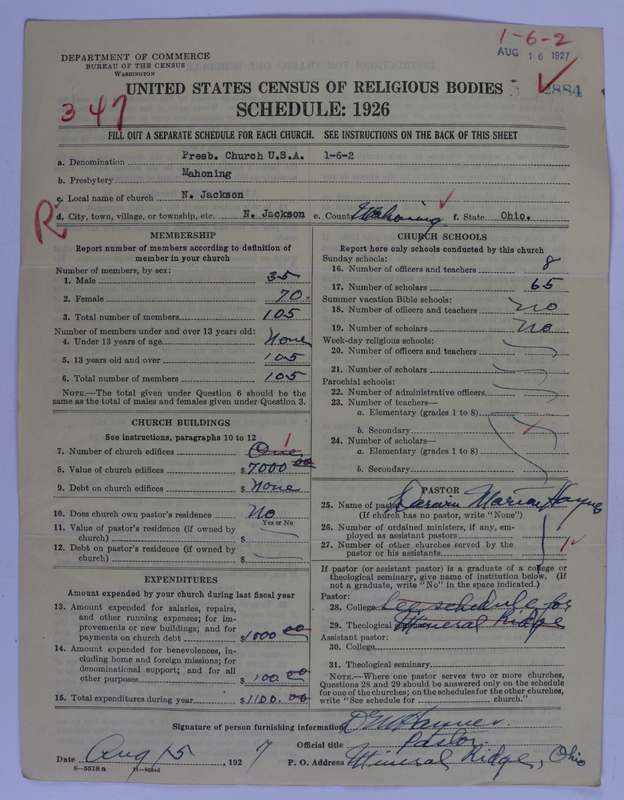 1-6-2
AUG 16 1927
DEPARTMENT OF COMMERCE
BUREAU OF THE CENSUS
WASHINGTON
UNITED STATES CENSUS OF RELIGIOUS BODIES
2884
347
SCHEDULE: 1926
FILL OUT A SEPARATE SCHEDULE FOR EACH CHURCH. SEE INSTRUCTIONS ON THE BACK OF THIS SHEET
a. Denomination Presb. Church U.S.A. 1-6-2
b. Presbytery Mahoning
c. Local name of church N. Jackson
R
d. City, town, village, or township, etc. N. Jackson e. County Mahoning f. State Ohio.
MEMBERSHIP
Report number of members according to definition of
member in your church
Number of members, by sex:
1. Male 35
2. Female 70.
3. Total number of members 105
Number of members under and over 13 years old:
4. Under 13 years of age None
5. 13 years old and over 105
6. Total number of members 105
NOTE.—The total given under Question 6 should be
the same as the total of males and females given under Question 3.
CHURCH BUILDINGS
See instructions, paragraphs 10 to 12
1
7. Number of church edifices One
8. Value of church edifices $7000 00
9. Debt on church edifices $ None
10. Does church own pastor's residence No
Yes or No
11. Value of pastor's residence (if owned by
church) $
12. Debt on pastor's residence (if owned by
church) $
EXPENDITURES
Amount expended by your church during last fiscal year
13. Amount expended for salaries, repairs,
and other running expenses; for im-
provements or new buildings; and for
payments on church debt $1000 00
14. Amount expended for benevolences, in-
cluding home and foreign missions; for
denominational support; and for all
other purposes $ 100. 00
15. Total expenditures during year $1100. 00
CHURCH SCHOOLS
Report here only schools conducted by this church
Sunday schools:
16. Number of officers and teachers 8
17. Number of scholars 65
Summer vacation Bible schools:
18. Number of officers and teachers no
19. Number of scholars no
Week-day religious schools:
20. Number of officers and teachers
21. Number of scholars
Parochial schools:
22. Number of administrative officers
23. Number of teachers—
a. Elementary (grades 1 to 8)
b. Secondary
24. Number of scholars—
a. Elementary (grades 1 to 8)
b. Secondary
PASTOR
25. Name of pastor Darwin Marion Haynes
(If church has no pastor, write "None")
26. Number of ordained ministers, if any, em-
ployed as assistant pastors
27. Number of other churches served by the
pastor or his assistants 1
If pastor (or assistant pastor) is a graduate of a college or
theological seminary, give name of institution below. (If
not a graduate, write "No" in the space indicated.)
Pastor:
28. College See schedule for
29. Theological seminary Mineral Ridge
Assistant pastor:
30. College
31. Theological seminary
NOTE.—Where one pastor serves two or more churches,
Questions 28 and 29 should be answered only on the schedule
for one of the churches; on the schedules for the other churches,
write "See schedule for church."
Signature of person furnishing information D M Haynes.
Official title Pastor
Date Aug 15, 1927 P. O. Address Mineral Ridge, Ohio
8—5518a